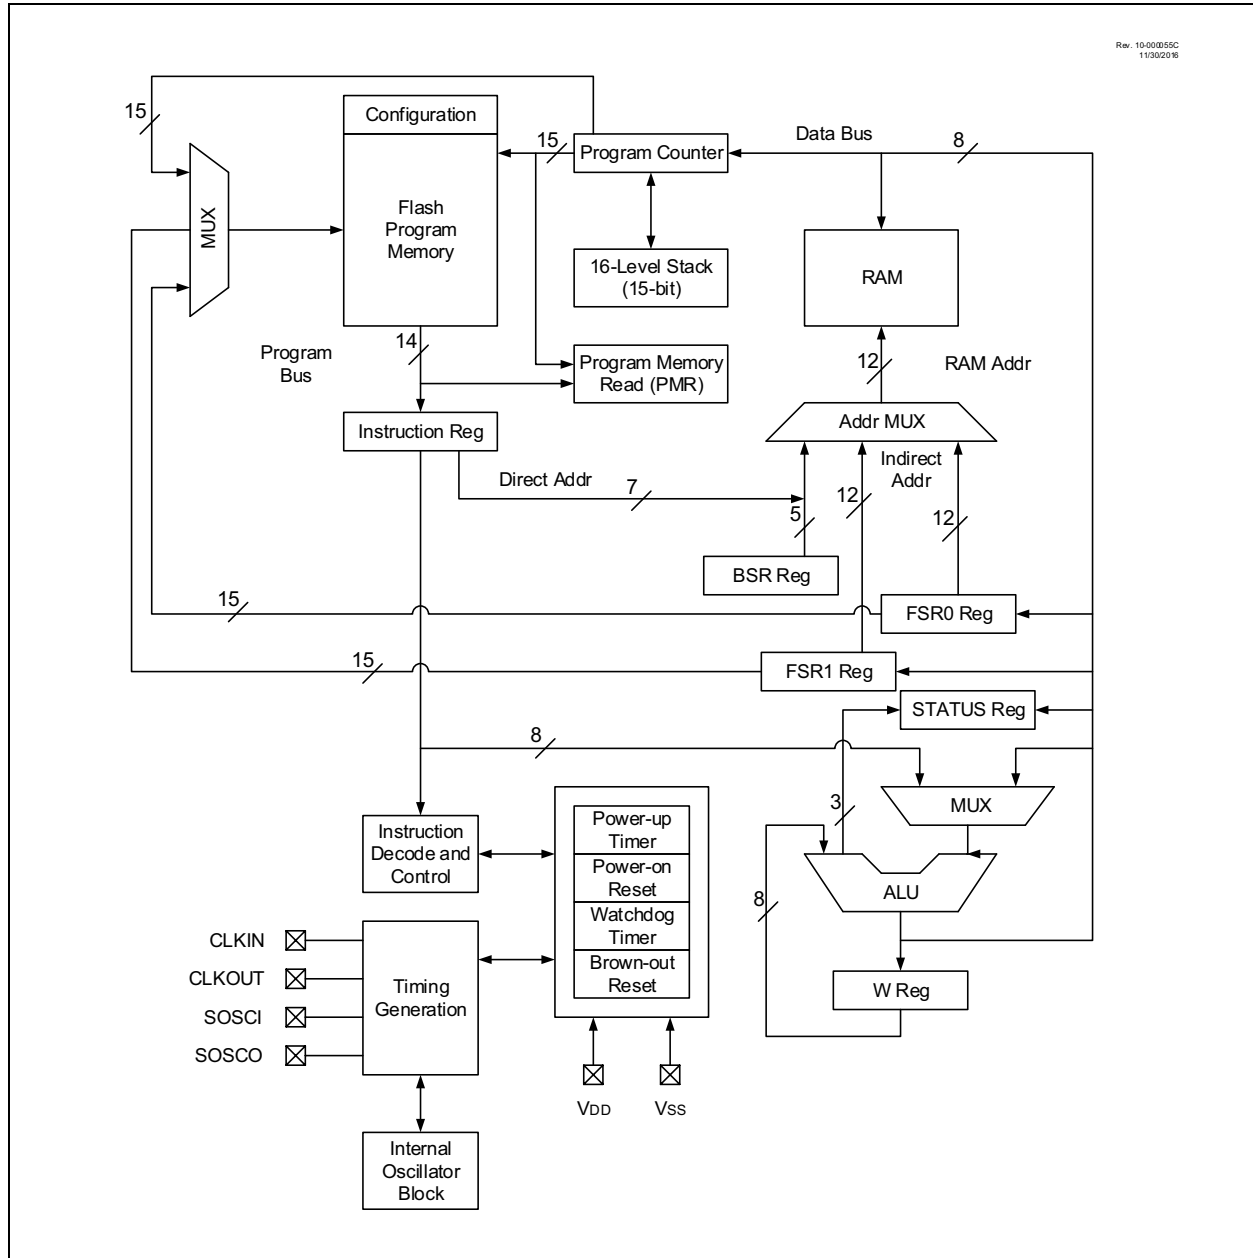 Rev. 10-000055C
11/30/2016
15
Configuration
15
Program Counter
Data Bus
8
MUX
Flash
Program
Memory
16-Level Stack
(15-bit)
RAM
Program
Bus
14
Program Memory
Read (PMR)
12
RAM Addr
Instruction Reg
Addr MUX
Direct Addr
7
5
12
Indirect
Addr
12
BSR Reg
15
FSR0 Reg
15
FSR1 Reg
STATUS Reg
8
3
MUX
Instruction
Decode and
Control
Power-up
Timer
Power-on
Reset
Watchdog
Timer
Brown-out
Reset
8
ALU
W Reg
CLKIN
CLKOUT
SOSCI
SOSCO
Timing
Generation
VDD
VSS
Internal
Oscillator
Block